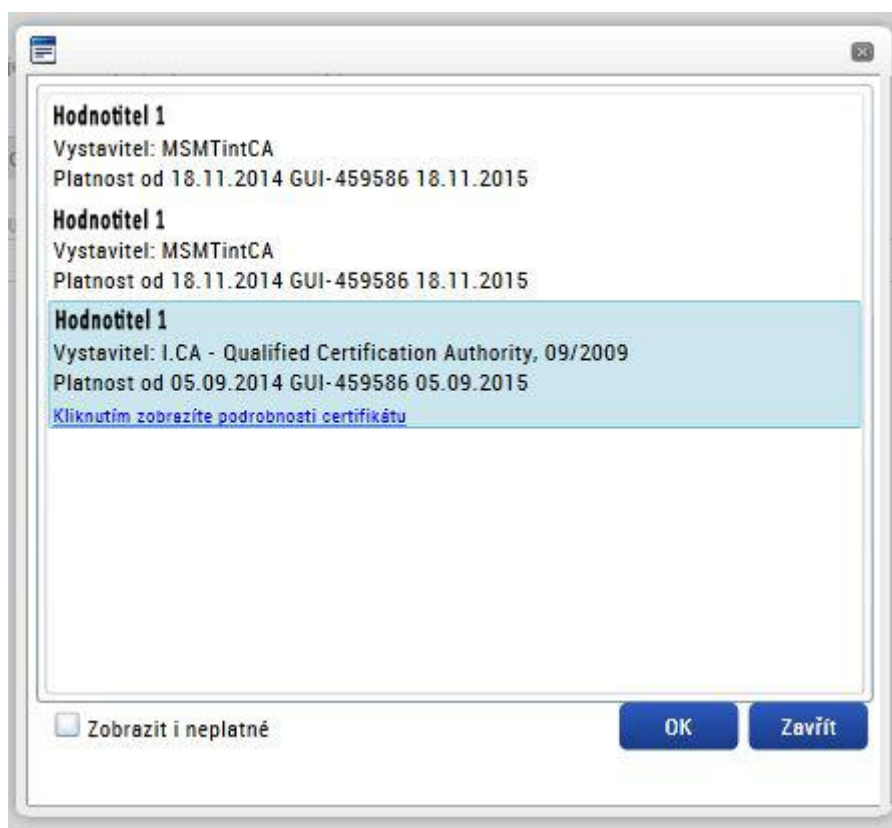 Hodnotitel 1
Vystavitel: MSMTintCA
Platnost od 18.11.2014 GUI-459586 18.11.2015
Hodnotitel 1
Vystavitel: MSMTintCA
Platnost od 18.11.2014 GUI-459586 18.11.2015
Hodnotitel 1
Vystavitel: I.CA - Qualified Certification Authority, 09/2009
Platnost od 05.09.2014 GUI-459586 05.09.2015
Kliknutím zobrazíte podrobnosti certifikátu
Zobrazit i neplatné
OK
Zavřít